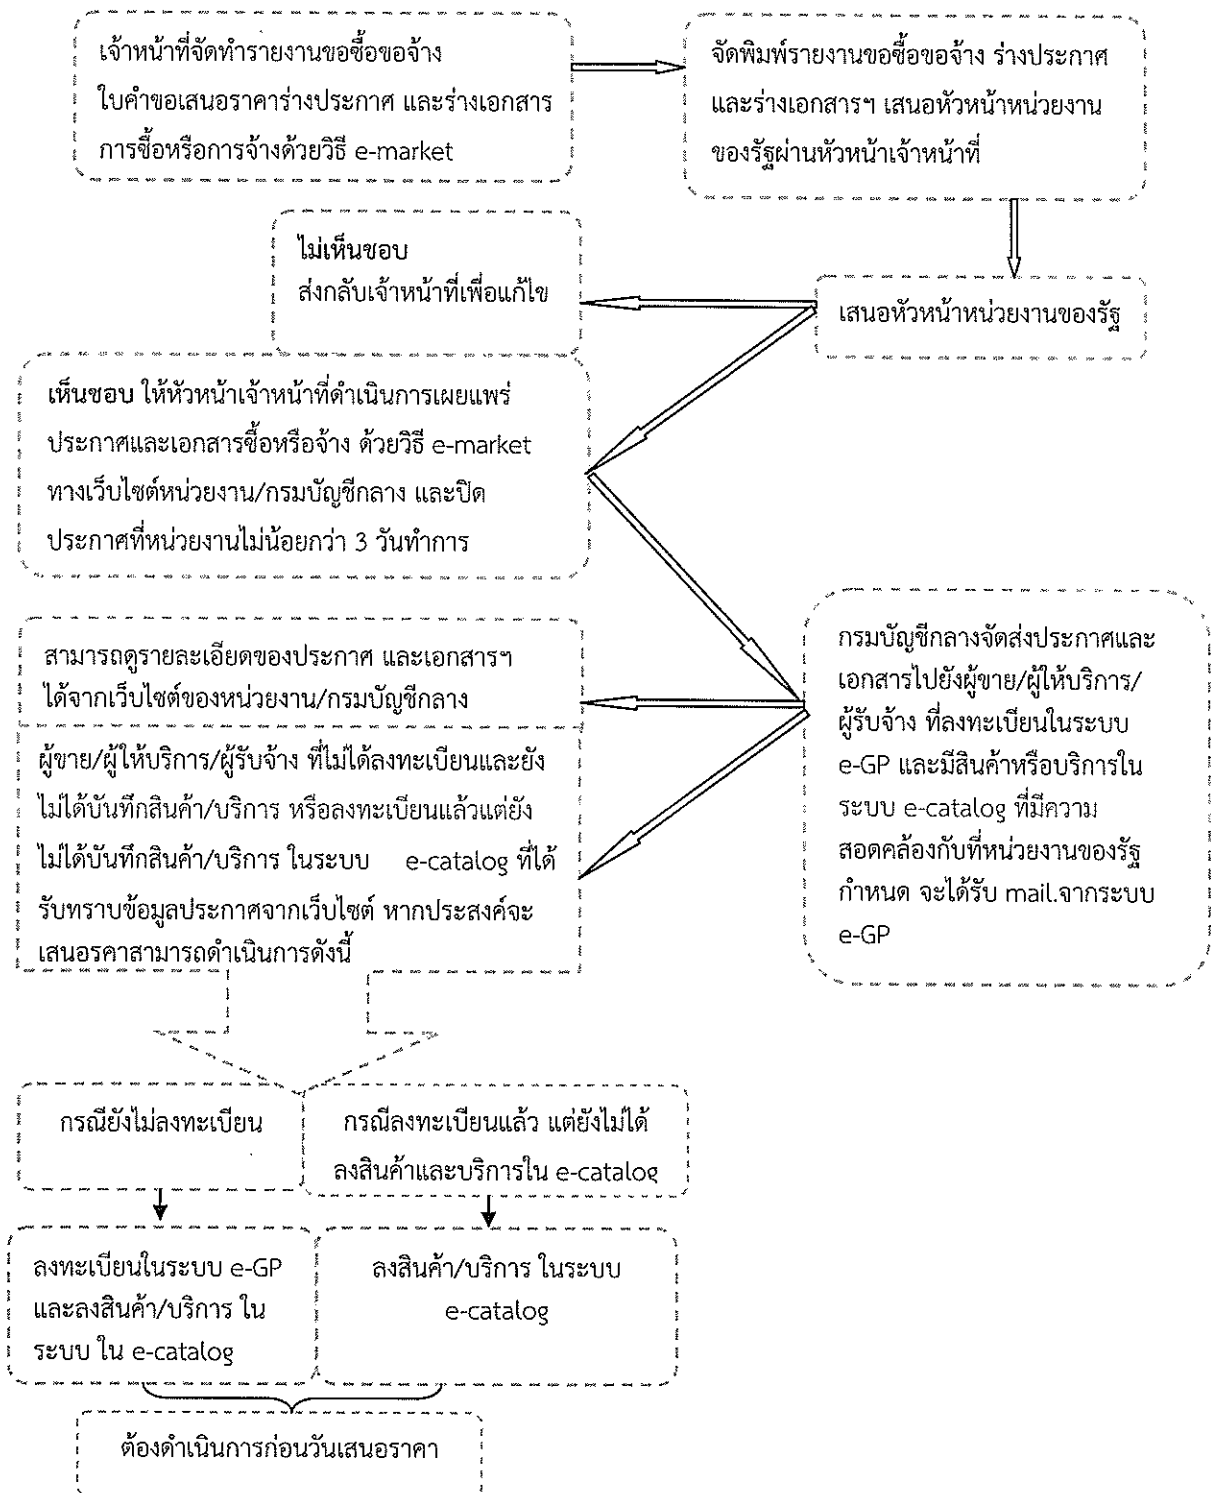 เจ้าหน้าที่จัดทำรายงานขอซื้อขอจ้าง
ใบคำขอเสนอราคาร่างประกาศ และร่างเอกสาร
การซื้อหรือการจ้างด้วยวิธี e-market
จัดพิมพ์รายงานขอซื้อขอจ้าง ร่างประกาศ
และร่างเอกสารฯ เสนอหัวหน้าหน่วยงาน
ของรัฐผ่านหัวหน้าเจ้าหน้าที่
ไม่เห็นชอบ
ส่งกลับเจ้าหน้าที่เพื่อแก้ไข
เสนอหัวหน้าหน่วยงานของรัฐ
เห็นชอบ ให้หัวหน้าเจ้าหน้าที่ดำเนินการเผยแพร่
ประกาศและเอกสารซื้อหรือจ้าง ด้วยวิธี e-market
ทางเว็บไซต์หน่วยงาน/กรมบัญชีกลาง และปิด
ประกาศที่หน่วยงานไม่น้อยกว่า 3 วันทำการ
กรมบัญชีกลางจัดส่งประกาศและ
เอกสารไปยังผู้ขาย/ผู้ให้บริการ/
ผู้รับจ้าง ที่ลงทะเบียนในระบบ
e-GP และมีสินค้าหรือบริการใน
ระบบ e-catalog ที่มีความ
สอดคล้องกับที่หน่วยงานของรัฐ
กำหนด จะได้รับ mail.จากระบบ
e-GP
สามารถดูรายละเอียดของประกาศ และเอกสารฯ
ได้จากเว็บไซต์ของหน่วยงาน/กรมบัญชีกลาง
ผู้ขาย/ผู้ให้บริการ/ผู้รับจ้าง ที่ไม่ได้ลงทะเบียนและยัง
ไม่ได้บันทึกสินค้า/บริการ หรือลงทะเบียนแล้วแต่ยัง
ไม่ได้บันทึกสินค้า/บริการ ในระบบ e-catalog ที่ได้
รับทราบข้อมูลประกาศจากเว็บไซต์ หากประสงค์จะ
เสนอรคาสามารถดำเนินการดังนี้
กรณียังไม่ลงทะเบียน
กรณีลงทะเบียนแล้ว แต่ยังไม่ได้
ลงสินค้าและบริการใน e-catalog
ลงทะเบียนในระบบ e-GP
และลงสินค้า/บริการ ใน
ระบบ ใน e-catalog
ลงสินค้า/บริการ ในระบบ
e-catalog
ต้องดำเนินการก่อนวันเสนอราคา